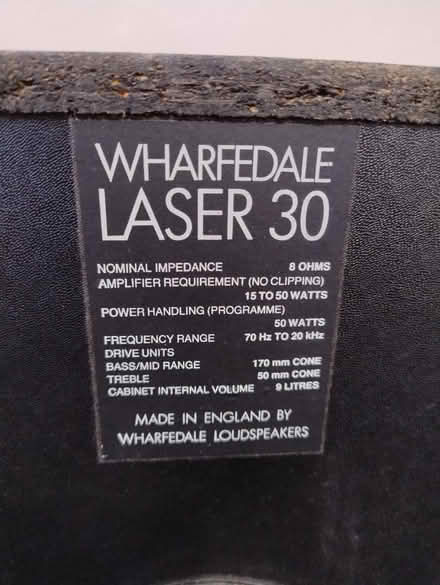 WHARFEDALE
LASER 30
NOMINAL IMPEDANCE 8 OHMS
AMPLIFIER REQUIREMENT (NO CLIPPING)
15 TO 50 WATTS
POWER HANDLING (PROGRAMME)
50 WATTS
FREQUENCY RANGE 70 Hz TO 20 kHz
DRIVE UNITS
BASS/MID RANGE 170 mm CONE
TREBLE 50 mm CONE
CABINET INTERNAL VOLUME 9 LITRES
MADE IN ENGLAND BY
WHARFEDALE LOUDSPEAKERS